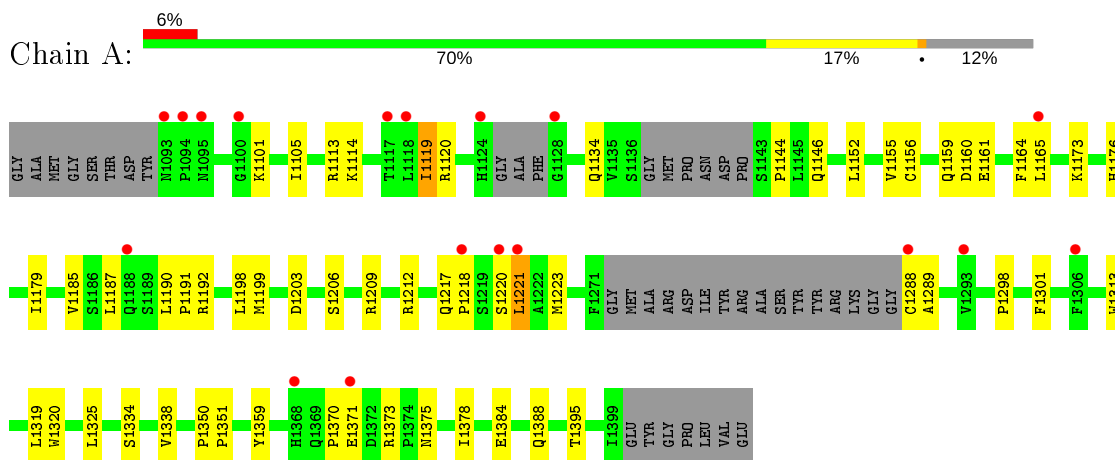 6%
Chain A:
70% 17% • 12%
GLY ALA MET GLY SER THR ASP TYR N1093 P1094 N1095 G1100 K1101 I1105 R1113 K1114 T1117 L1118 I1119 R1120 H1124 GLY ALA PHE G1128 Q1134 V1135 S1136 GLY MET PRO ASN ASP PRO S1143 P1144 L1145 Q1146 L1152 V1155 C1156 Q1159 D1160 E1161 F1164 L1165 K1173 H1176
I1179 V1185 S1186 L1187 Q1188 S1189 L1190 P1191 R1192 L1198 M1199 D1203 S1206 R1209 R1212 Q1217 P1218 S1219 S1220 L1221 A1222 M1223 F1271 GLY MET ALA ARG ASP ILE TYR ARG ALA SER TYR TYR ARG LYS GLY GLY C1288 A1289 V1293 P1298 F1301 F1306 W1313
L1319 W1320 L1325 S1334 V1338 P1350 P1351 Y1359 H1368 Q1369 P1370 E1371 D1372 R1373 P1374 N1375 I1378 E1384 Q1388 T1395 I1399 GLU TYR GLY PRO LEU VAL GLU